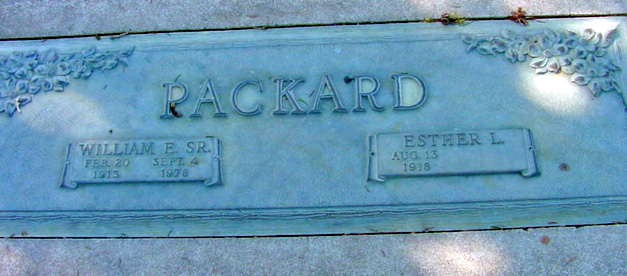 PACKARD
WILLIAM E. SR.
FEB. 20 SEPT. 4
1913 1978
ESTHER L.
AUG. 13
1918